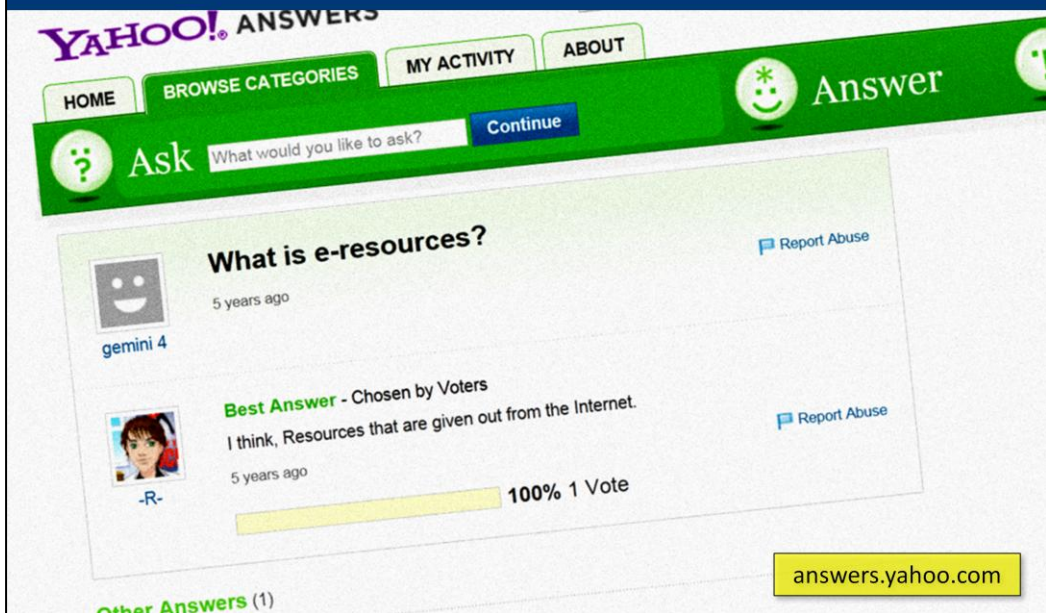 YAHOO! ANSWERS
HOME
BROWSE CATEGORIES
MY ACTIVITY
ABOUT
Ask
What would you like to ask?
Continue
Answer
What is e-resources?
Report Abuse
5 years ago
gemini 4
Best Answer - Chosen by Voters
I think, Resources that are given out from the Internet.
Report Abuse
5 years ago
-R-
100% 1 Vote
answers.yahoo.com
Other Answers (1)